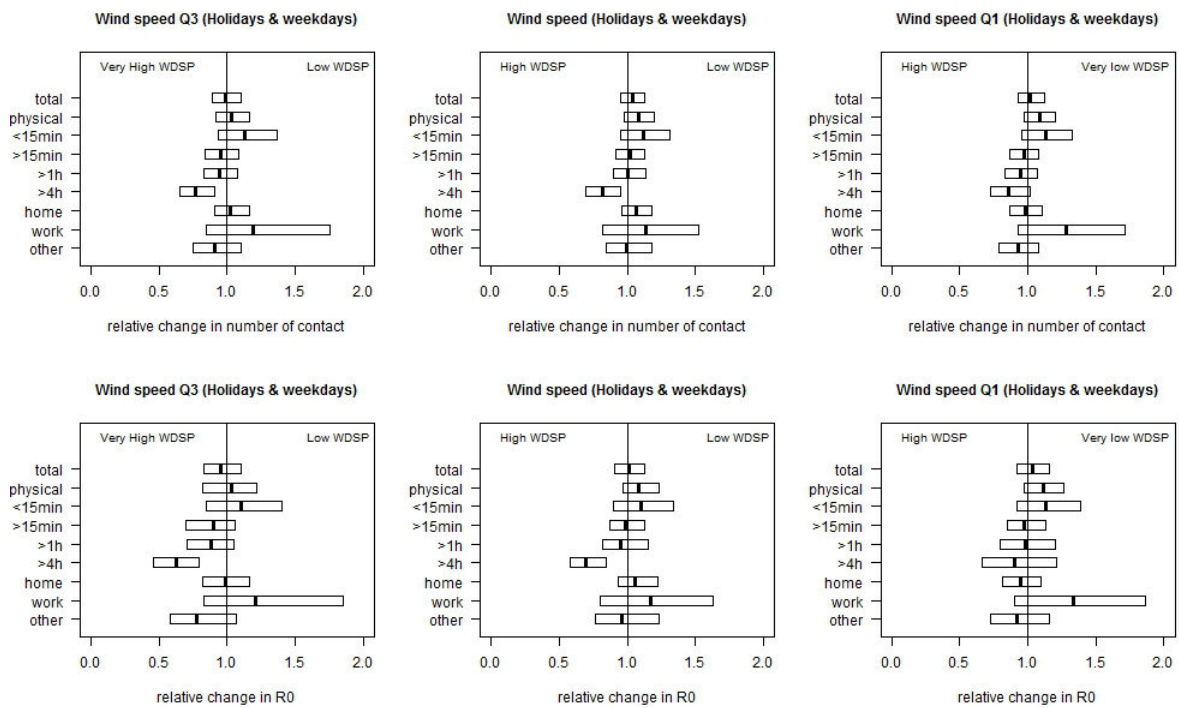 Wind speed Q3 (Holidays & weekdays)
Very High WDSP
Low WDSP
total
physical
<15min
>15min
>1h
>4h
home
work
other
0.0 0.5 1.0 1.5 2.0
relative change in number of contact
Wind speed (Holidays & weekdays)
High WDSP
Low WDSP
total
physical
<15min
>15min
>1h
>4h
home
work
other
0.0 0.5 1.0 1.5 2.0
relative change in number of contact
Wind speed Q1 (Holidays & weekdays)
High WDSP
Very low WDSP
total
physical
<15min
>15min
>1h
>4h
home
work
other
0.0 0.5 1.0 1.5 2.0
relative change in number of contact
Wind speed Q3 (Holidays & weekdays)
Very High WDSP
Low WDSP
total
physical
<15min
>15min
>1h
>4h
home
work
other
0.0 0.5 1.0 1.5 2.0
relative change in R0
Wind speed (Holidays & weekdays)
High WDSP
Low WDSP
total
physical
<15min
>15min
>1h
>4h
home
work
other
0.0 0.5 1.0 1.5 2.0
relative change in R0
Wind speed Q1 (Holidays & weekdays)
High WDSP
Very low WDSP
total
physical
<15min
>15min
>1h
>4h
home
work
other
0.0 0.5 1.0 1.5 2.0
relative change in R0